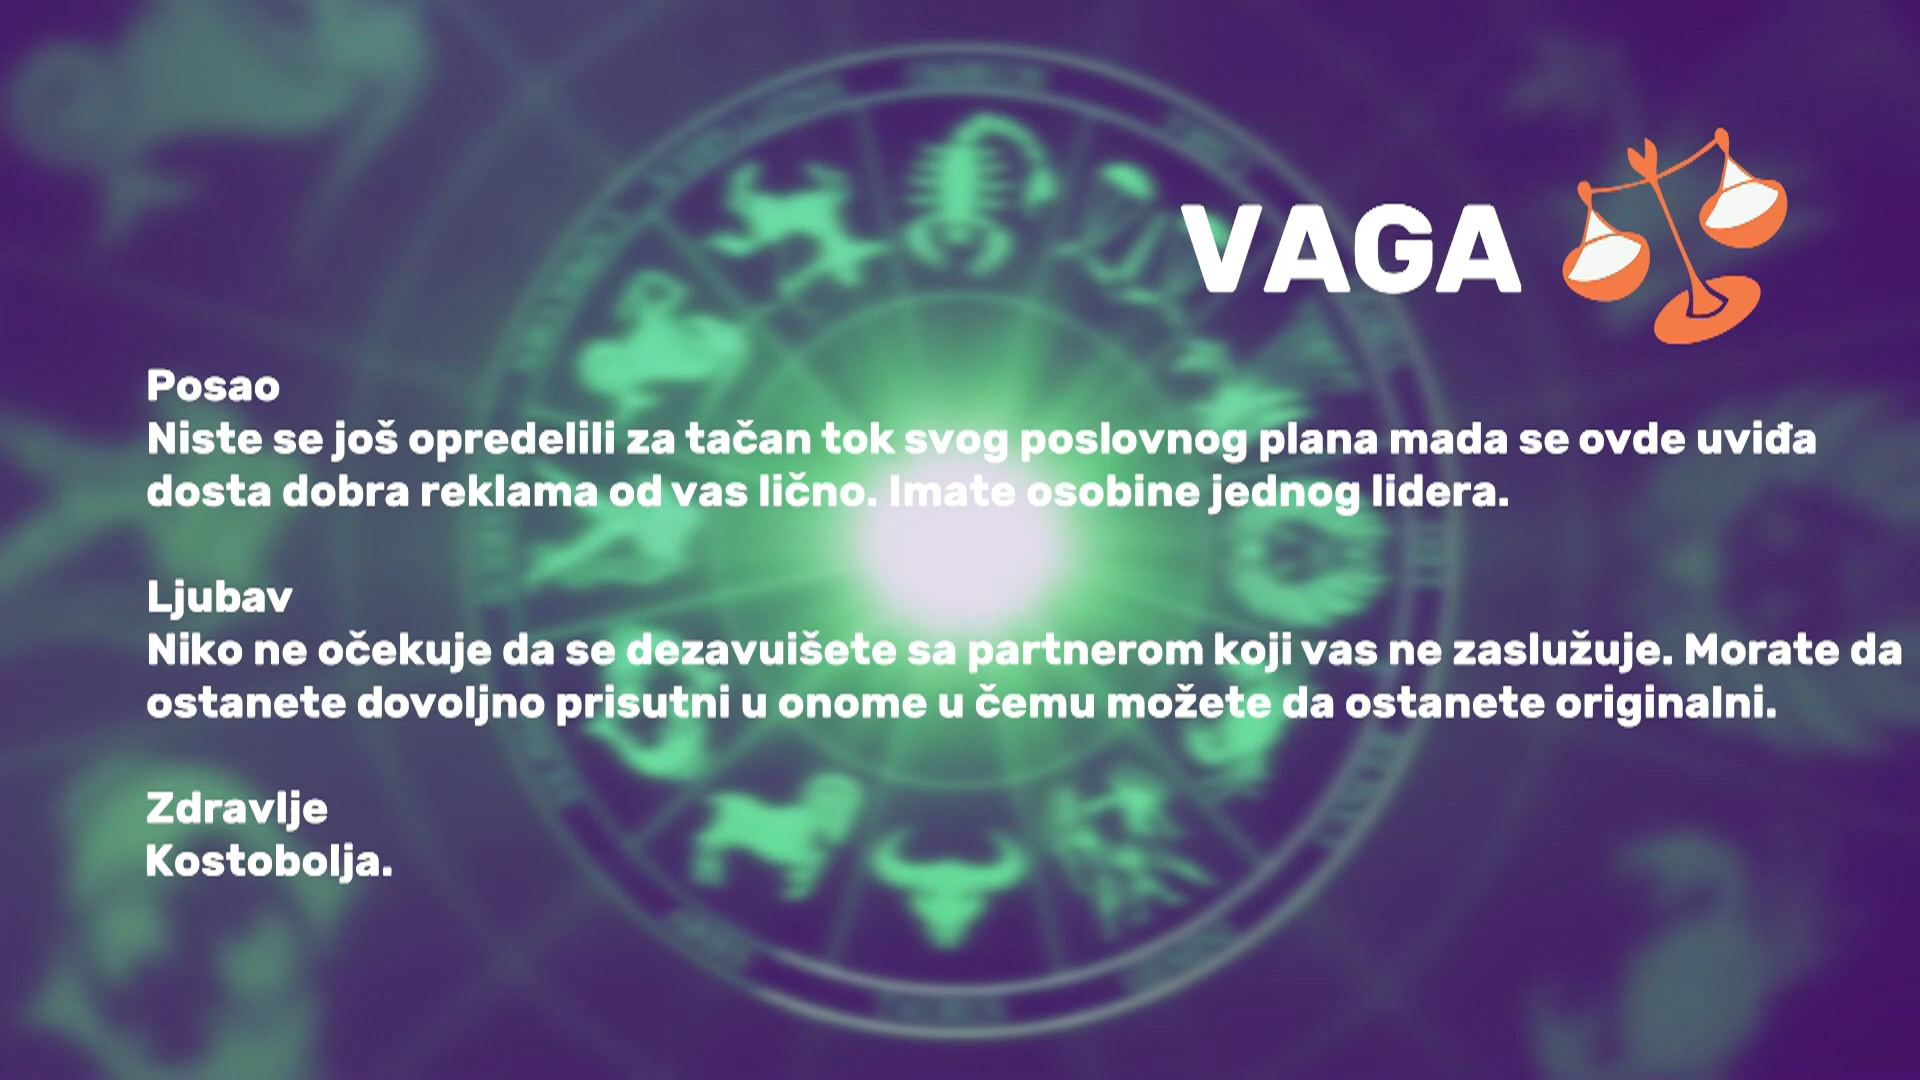 VAGA
Posao
Niste se još opredelili za tačan tok svog poslovnog plana mada se ovde uviđa
dosta dobra reklama od vas lično. Imate osobine jednog lidera.
Ljubav
Niko ne očekuje da se dezavuišete sa partnerom koji vas ne zaslužuje. Morate da
ostanete dovoljno prisutni u onome u čemu možete da ostanete originalni.
Zdravlje
Kostobolja.